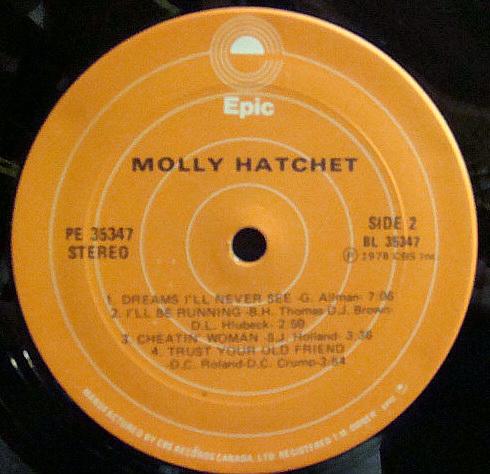 Epic
MOLLY HATCHET
PE 35347
STEREO
SIDE 2
BL 35347
Ⓟ 1978 CBS Inc.
1. DREAMS I'LL NEVER SEE -G. Allman- 7:06
2. I'LL BE RUNNING -B.H. Thomas-D.J. Brown-
D.L. Hlubeck- 2:59
3. CHEATIN' WOMAN -B.J. Holland- 3:36
4. TRUST YOUR OLD FRIEND
-D.C. Roland-D.C. Crump- 3:54
MANUFACTURED BY CBS RECORDS CANADA, LTD. REGISTERED T.M. OWNER